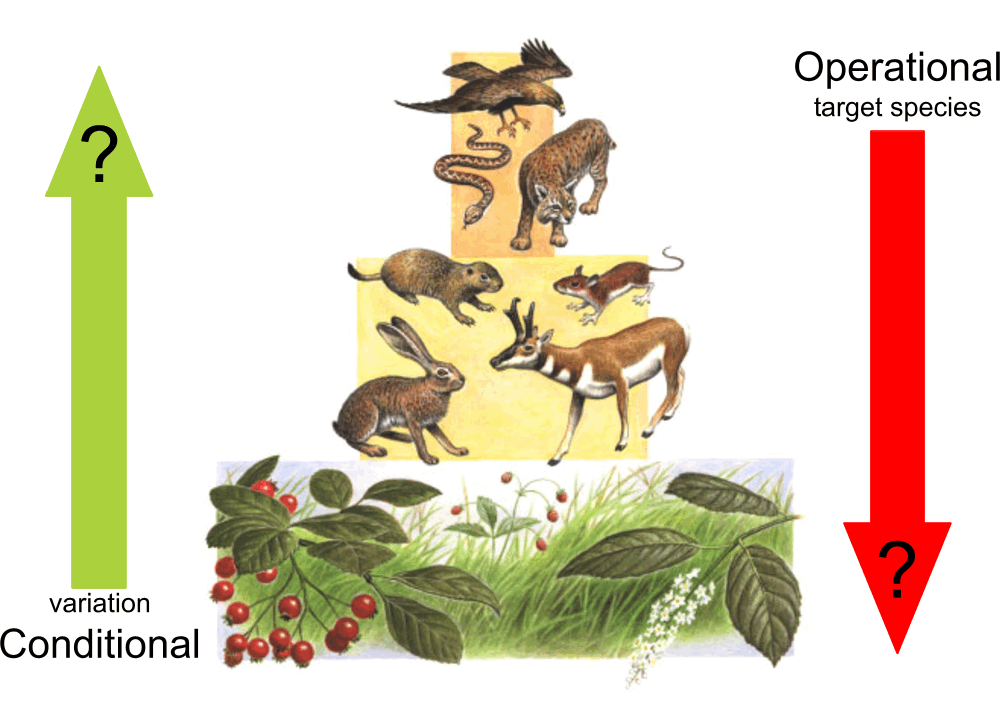 Operational
target species
?
?
variation
Conditional